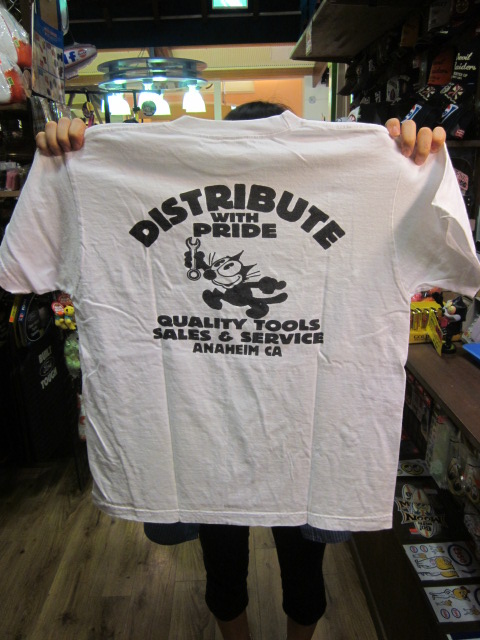 DISTRIBUTE
WITH
PRIDE
QUALITY TOOLS
SALES & SERVICE
ANAHEIM CA